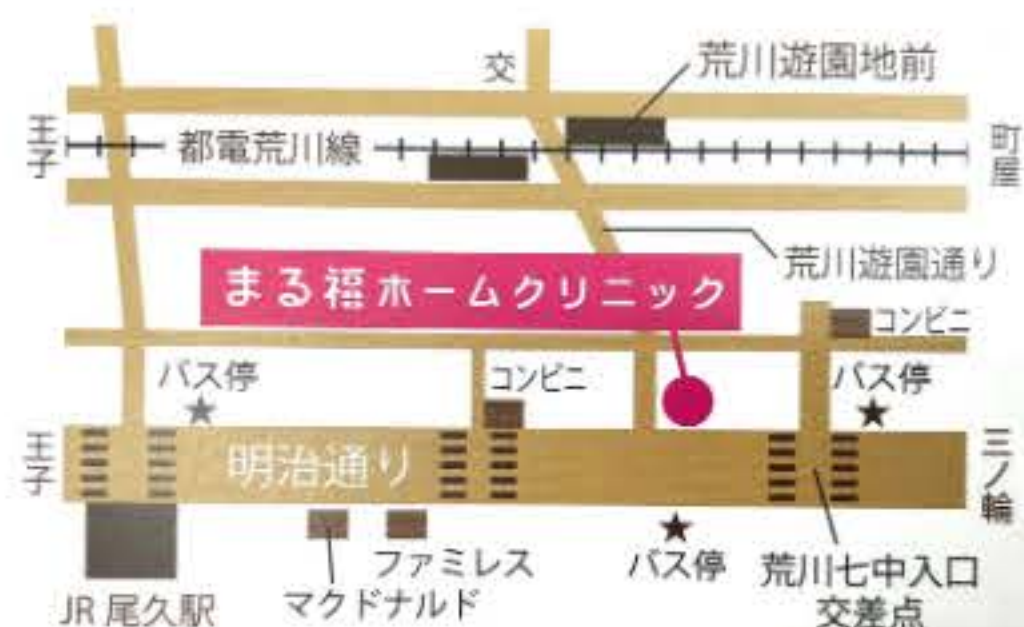 交
荒川遊園地前
王子
都電荒川線
町屋
荒川遊園通り
まる福ホームクリニック
コンビニ
バス停
コンビニ
バス停
王子
明治通り
三ノ輪
ファミレス
バス停
荒川七中入口
交差点
マクドナルド
JR 尾久駅